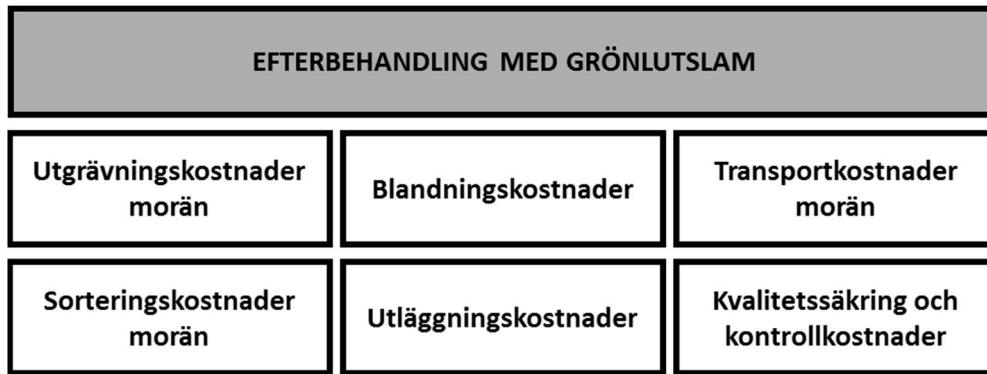 EFTERBEHANDLING MED GRÖNLUTSLAM
Utgrävningskostnader
morän
Blandningskostnader
Transportkostnader
morän
Sorteringskostnader
morän
Utläggningskostnader
Kvalitetssäkring och
kontrollkostnader